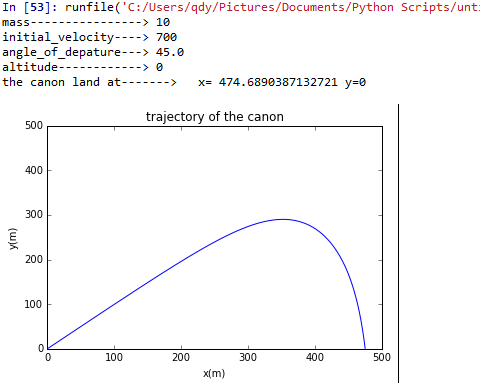 In [53]: runfile('C:/Users/qdy/Pictures/Documents/Python Scripts/unti
mass-----------------> 10
initial_velocity----> 700
angle_of_depature---> 45.0
altitude-------------> 0
the canon land at------->   x= 474.6890387132721 y=0
trajectory of the canon
500
400
300
200
100
0
y(m)
0 100 200 300 400 500
x(m)